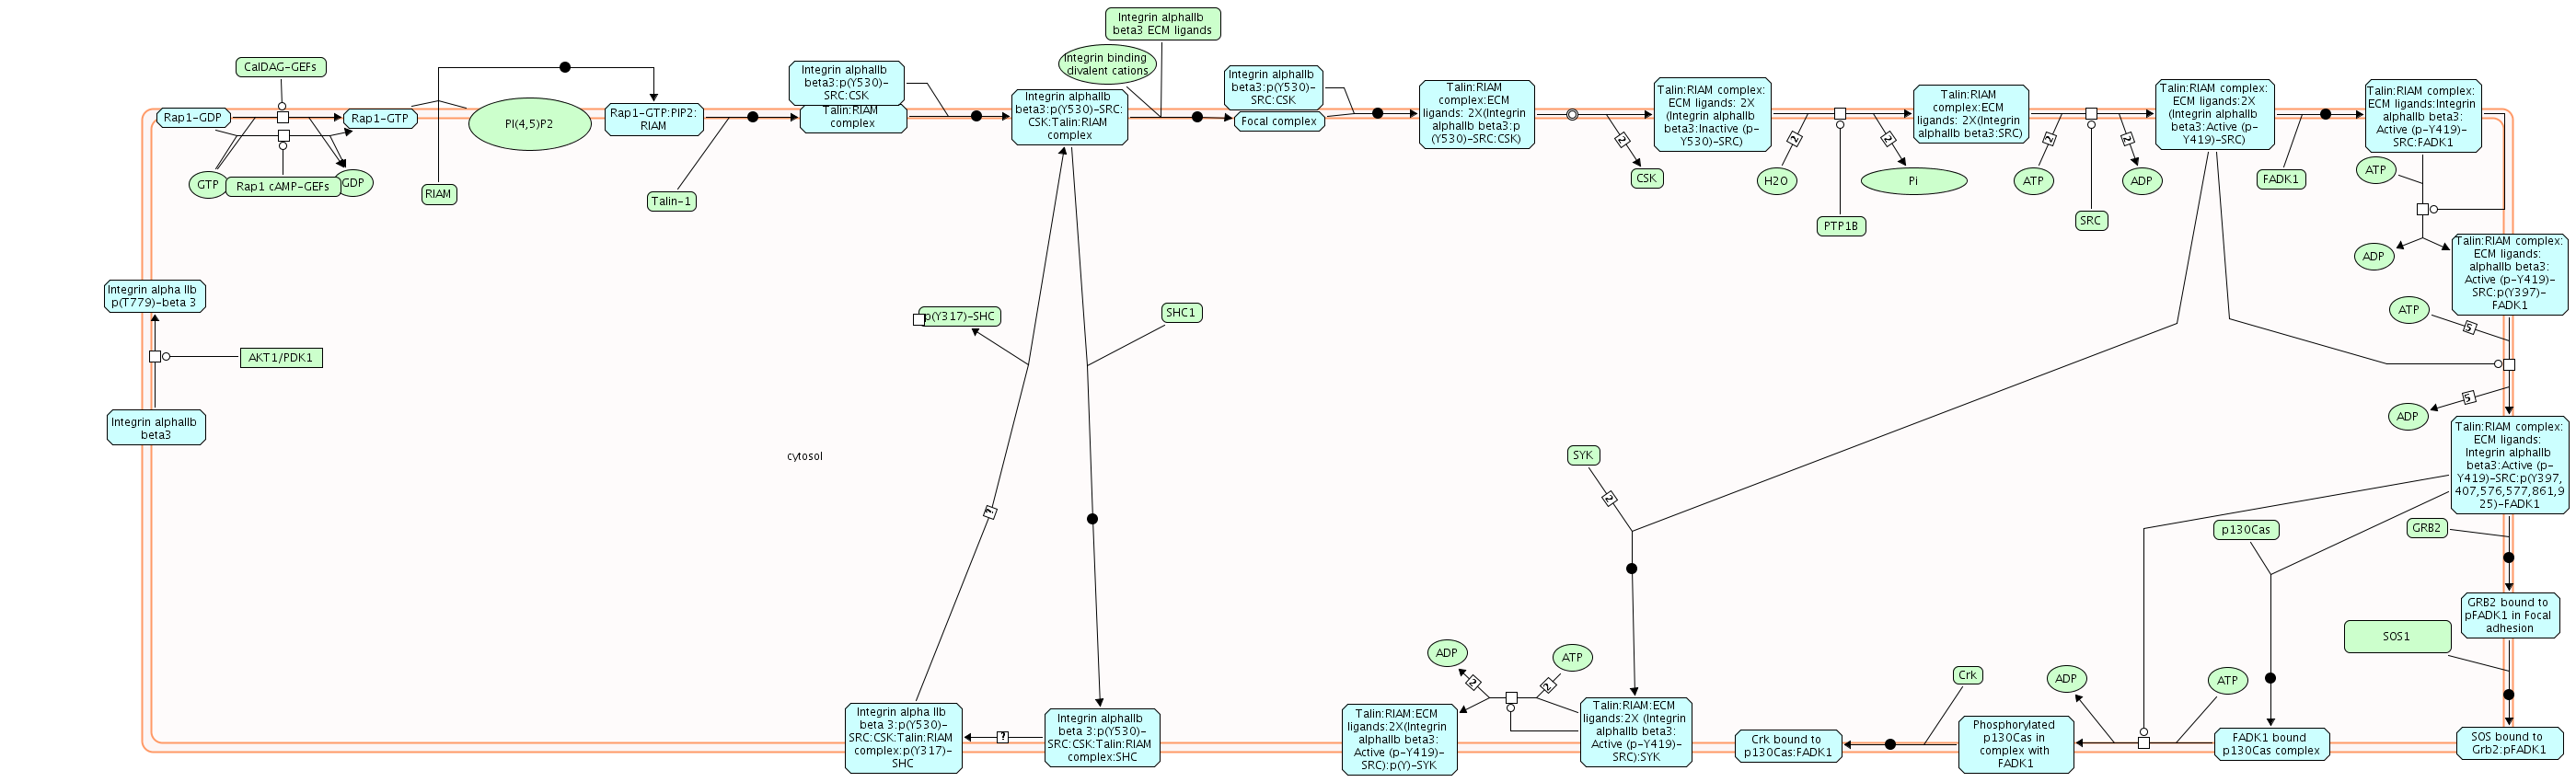 Integrin alphaIIb
beta3 ECM ligands
CalDAG-GEFs
Integrin binding
divalent cations
Rap1-GDP
Rap1-GTP
PI(4,5)P2
GTP
Rap1 cAMP-GEFs
GDP
RIAM
Rap1-GTP:PIP2:
RIAM
Talin-1
Integrin alphaIIb
beta3:p(Y530)-
SRC:CSK
Talin:RIAM
complex
Integrin alphaIIb
beta3:p(Y530)-SRC:
CSK:Talin:RIAM
complex
Integrin alphaIIb
beta3:p(Y530)-
SRC:CSK
Focal complex
Talin:RIAM
complex:ECM
ligands: 2X(Integrin
alphaIIb beta3:p
(Y530)-SRC:CSK)
2
CSK
Talin:RIAM complex:
ECM ligands: 2X
(Integrin alphaIIb
beta3:Inactive (p-
Y530)-SRC)
2
H2O
PTP1B
2
Pi
Talin:RIAM
complex:ECM
ligands: 2X(Integrin
alphaIIb beta3:SRC)
2
ATP
SRC
2
ADP
Talin:RIAM complex:
ECM ligands:2X
(Integrin alphaIIb
beta3:Active (p-
Y419)-SRC)
FADK1
Talin:RIAM complex:
ECM ligands:Integrin
alphaIIb beta3:
Active (p-Y419)-
SRC:FADK1
ATP
ADP
Talin:RIAM complex:
ECM ligands:
alphaIIb beta3:
Active (p-Y419)-
SRC:p(Y397)-
FADK1
ATP
5
5
ADP
Integrin alpha IIb
p(T779)-beta 3
AKT1/PDK1
Integrin alphaIIb
beta3
p(Y317)-SHC
SHC1
cytosol
?
SYK
2
Talin:RIAM complex:
ECM ligands:
Integrin alphaIIb
beta3:Active (p-
Y419)-SRC:p(Y397,
407,576,577,861,9
25)-FADK1
GRB2
p130Cas
GRB2 bound to
pFADK1 in Focal
adhesion
SOS1
SOS bound to
Grb2:pFADK1
Integrin alpha IIb
beta 3:p(Y530)-
SRC:CSK:Talin:RIAM
complex:p(Y317)-
SHC
?
Integrin alphaIIb
beta 3:p(Y530)-
SRC:CSK:Talin:RIAM
complex:SHC
ADP
2
2
ATP
Talin:RIAM:ECM
ligands:2X(Integrin
alphaIIb beta3:
Active (p-Y419)-
SRC):p(Y)-SYK
Talin:RIAM:ECM
ligands:2X (Integrin
alphaIIb beta3:
Active (p-Y419)-
SRC):SYK
Crk bound to
p130Cas:FADK1
Crk
Phosphorylated
p130Cas in
complex with
FADK1
ADP
ATP
FADK1 bound
p130Cas complex